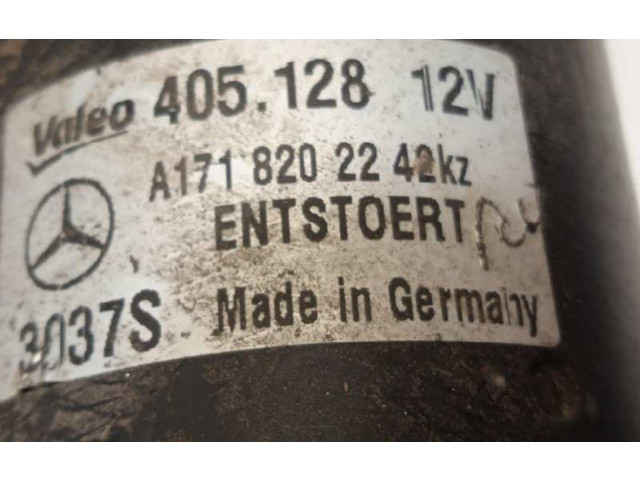 Valeo 405.128 12V
A171 820 22 42kz
ENTSTOERT
3037S Made in Germany